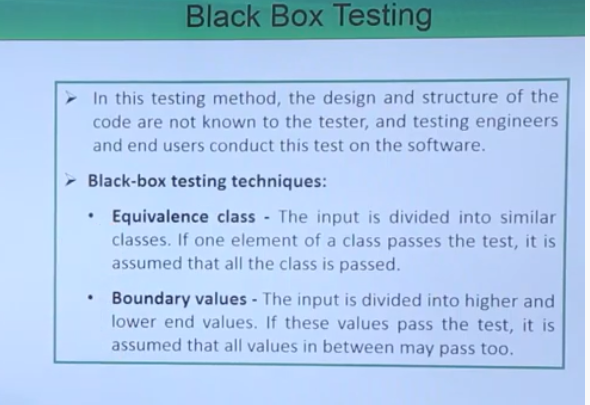 Black Box Testing
➤ In this testing method, the design and structure of the
code are not known to the tester, and testing engineers
and end users conduct this test on the software.
➤ Black-box testing techniques:
• Equivalence class - The input is divided into similar
classes. If one element of a class passes the test, it is
assumed that all the class is passed.
• Boundary values - The input is divided into higher and
lower end values. If these values pass the test, it is
assumed that all values in between may pass too.